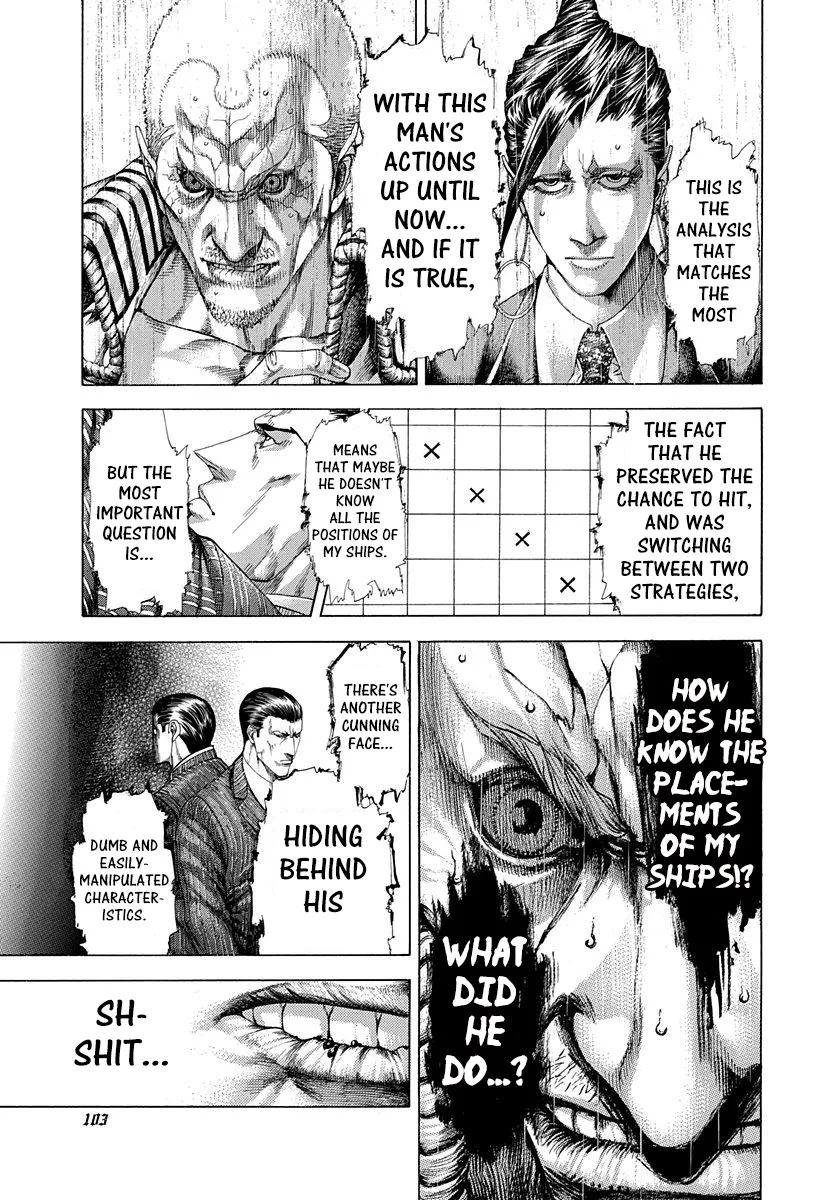 THIS IS
THE
ANALYSIS
THAT
MATCHES
THE
MOST
WITH THIS
MAN'S
ACTIONS
UP UNTIL
NOW...
AND IF IT
IS TRUE,
THE FACT
THAT HE
PRESERVED THE
CHANCE TO HIT,
AND WAS
SWITCHING
BETWEEN TWO
STRATEGIES,
MEANS
THAT MAYBE
HE DOESN'T
KNOW
ALL THE
POSITIONS OF
MY SHIPS.
BUT THE
MOST
IMPORTANT
QUESTION
IS...
HOW
DOES HE
KNOW THE
PLACE-
MENTS
OF MY
SHIPS!?
WHAT
DID
HE
DO...?
THERE'S
ANOTHER
CUNNING
FACE...
HIDING
BEHIND
HIS
DUMB AND
EASILY-
MANIPULATED
CHARACTER-
ISTICS.
SH-
SHIT...
103